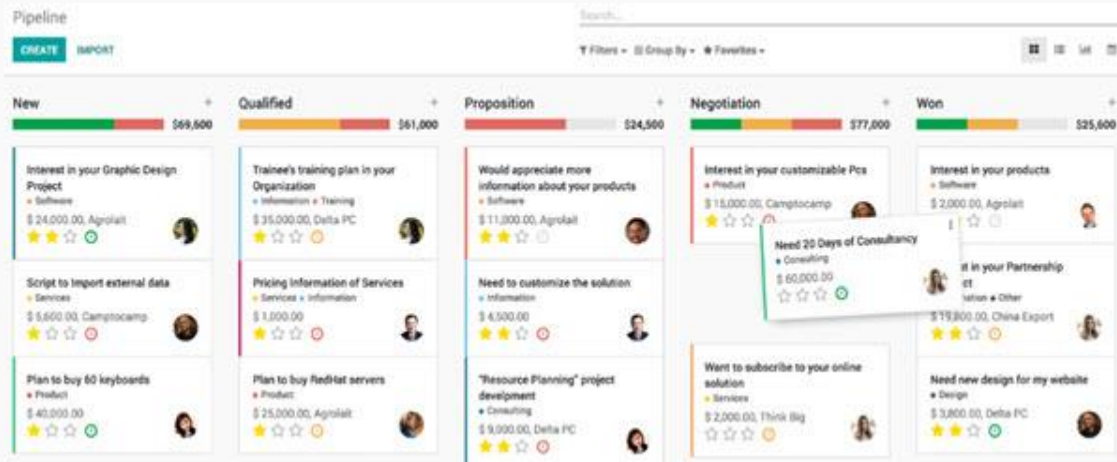 Pipeline
Search...
CREATE IMPORT
Filters Group By Favorites
New +
$69,600
Interest in your Graphic Design
Project
Software
$ 24,000.00, Agrolait
Script to Import external data
Services
$ 5,600.00, Camptocamp
Plan to buy 60 keyboards
Product
$ 40,000.00
Qualified +
$61,000
Trainee's training plan in your
Organization
Information Training
$ 35,000.00, Delta PC
Pricing Information of Services
Services Information
$ 1,000.00
Plan to buy RedHat servers
Product
$ 25,000.00, Agrolait
Proposition +
$24,500
Would appreciate more
information about your products
Software
$ 11,000.00, Agrolait
Need to customize the solution
Information
$ 4,500.00
"Resource Planning" project
develpment
Consulting
$ 9,000.00, Delta PC
Negotiation +
$77,000
Interest in your customizable Pcs
Product
$ 15,000.00, Camptocamp
Need 20 Days of Consultancy
Consulting
$ 60,000.00
Want to subscribe to your online
solution
Services
$ 2,000.00, Think Big
Won +
$25,600
Interest in your products
Software
$ 2,000.00, Agrolait
in your Partnership
Other
$ 19,800.00, China Export
Need new design for my website
Design
$ 3,800.00, Delta PC